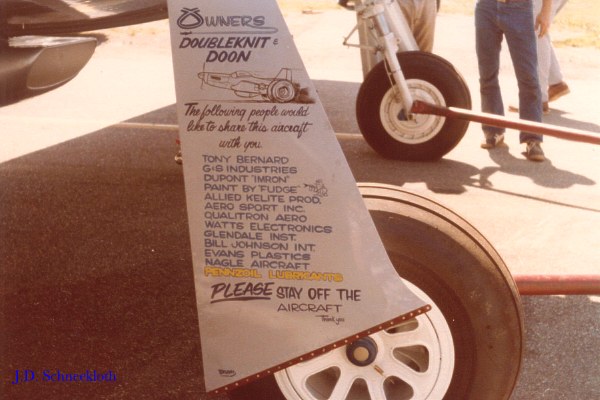 Owners
DOUBLEKNIT &
DOON
The following people would
like to share this aircraft
with you.
TONY BERNARD
G&S INDUSTRIES
DUPONT "IMRON"
PAINT BY "FUDGE"
ALLIED KELITE PROD.
AERO SPORT INC.
QUALITRON AERO
WATTS ELECTRONICS
GLENDALE INST.
BILL JOHNSON INT.
EVANS PLASTICS
NAGLE AIRCRAFT
PENNZOIL LUBRICANTS
PLEASE STAY OFF THE
AIRCRAFT
Thank you
J.D. Schneekloth